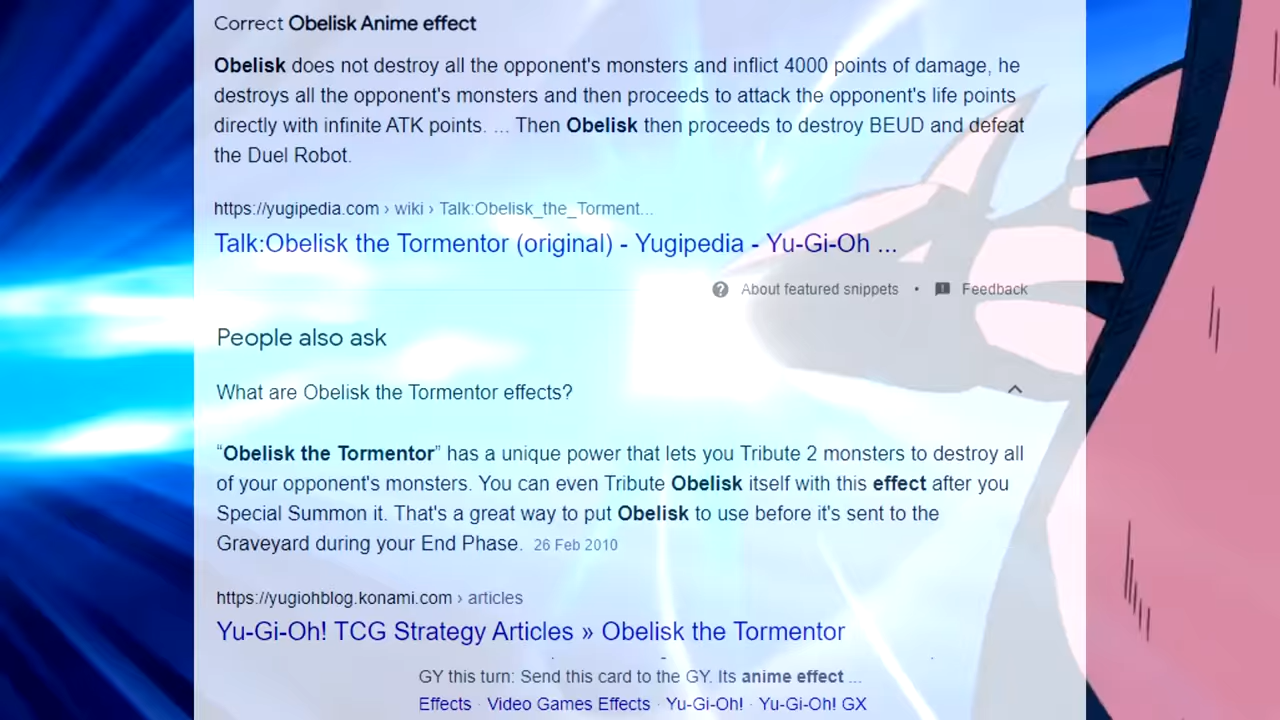 Correct Obelisk Anime effect
Obelisk does not destroy all the opponent's monsters and inflict 4000 points of damage, he
destroys all the opponent's monsters and then proceeds to attack the opponent's life points
directly with infinite ATK points. ... Then Obelisk then proceeds to destroy BEUD and defeat
the Duel Robot.
https://yugipedia.com › wiki › Talk:Obelisk_the_Torment...
Talk:Obelisk the Tormentor (original) - Yugipedia - Yu-Gi-Oh ...
About featured snippets • Feedback
People also ask
What are Obelisk the Tormentor effects?
“Obelisk the Tormentor” has a unique power that lets you Tribute 2 monsters to destroy all
of your opponent's monsters. You can even Tribute Obelisk itself with this effect after you
Special Summon it. That's a great way to put Obelisk to use before it's sent to the
Graveyard during your End Phase. 26 Feb 2010
https://yugiohblog.konami.com › articles
Yu-Gi-Oh! TCG Strategy Articles » Obelisk the Tormentor
GY this turn: Send this card to the GY. Its anime effect ...
Effects · Video Games Effects · Yu-Gi-Oh! · Yu-Gi-Oh! GX